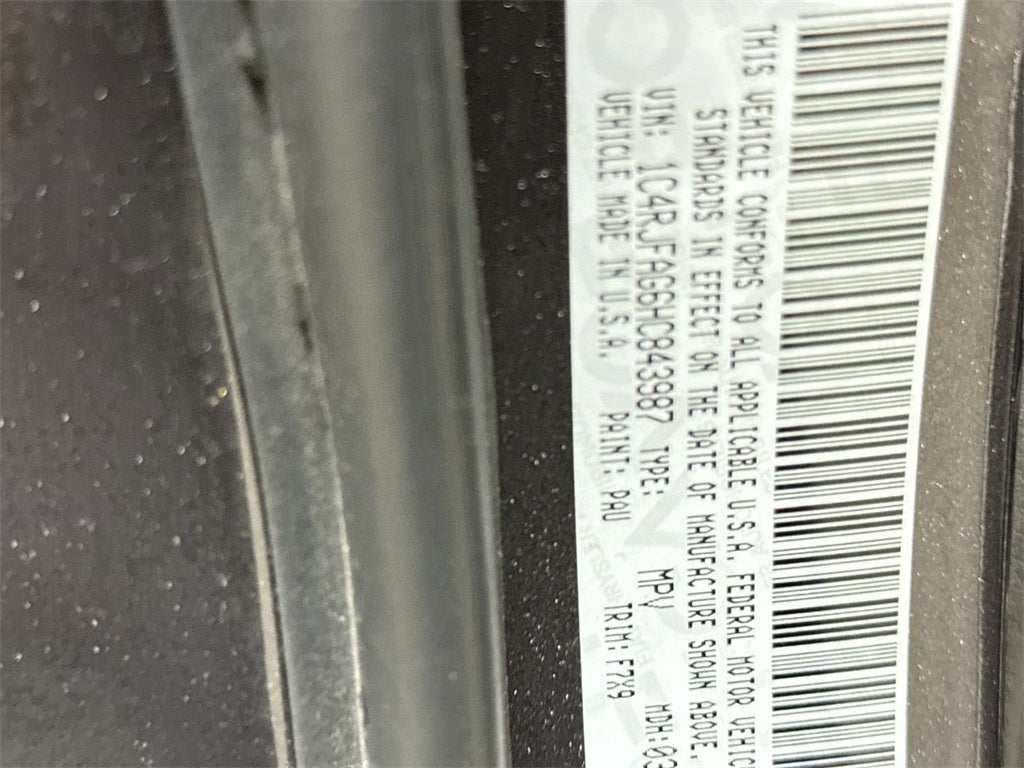 THIS VEHICLE CONFORMS TO ALL APPLICABLE U.S.A. FEDERAL MOTOR VEHIC
STANDARDS IN EFFECT ON THE DATE OF MANUFACTURE SHOWN ABOVE.
VIN: 1C4RJFAG6HC843987 TYPE: MPV MDH:03
VEHICLE MADE IN U.S.A. PAINT: PAU TRIM: F7X9